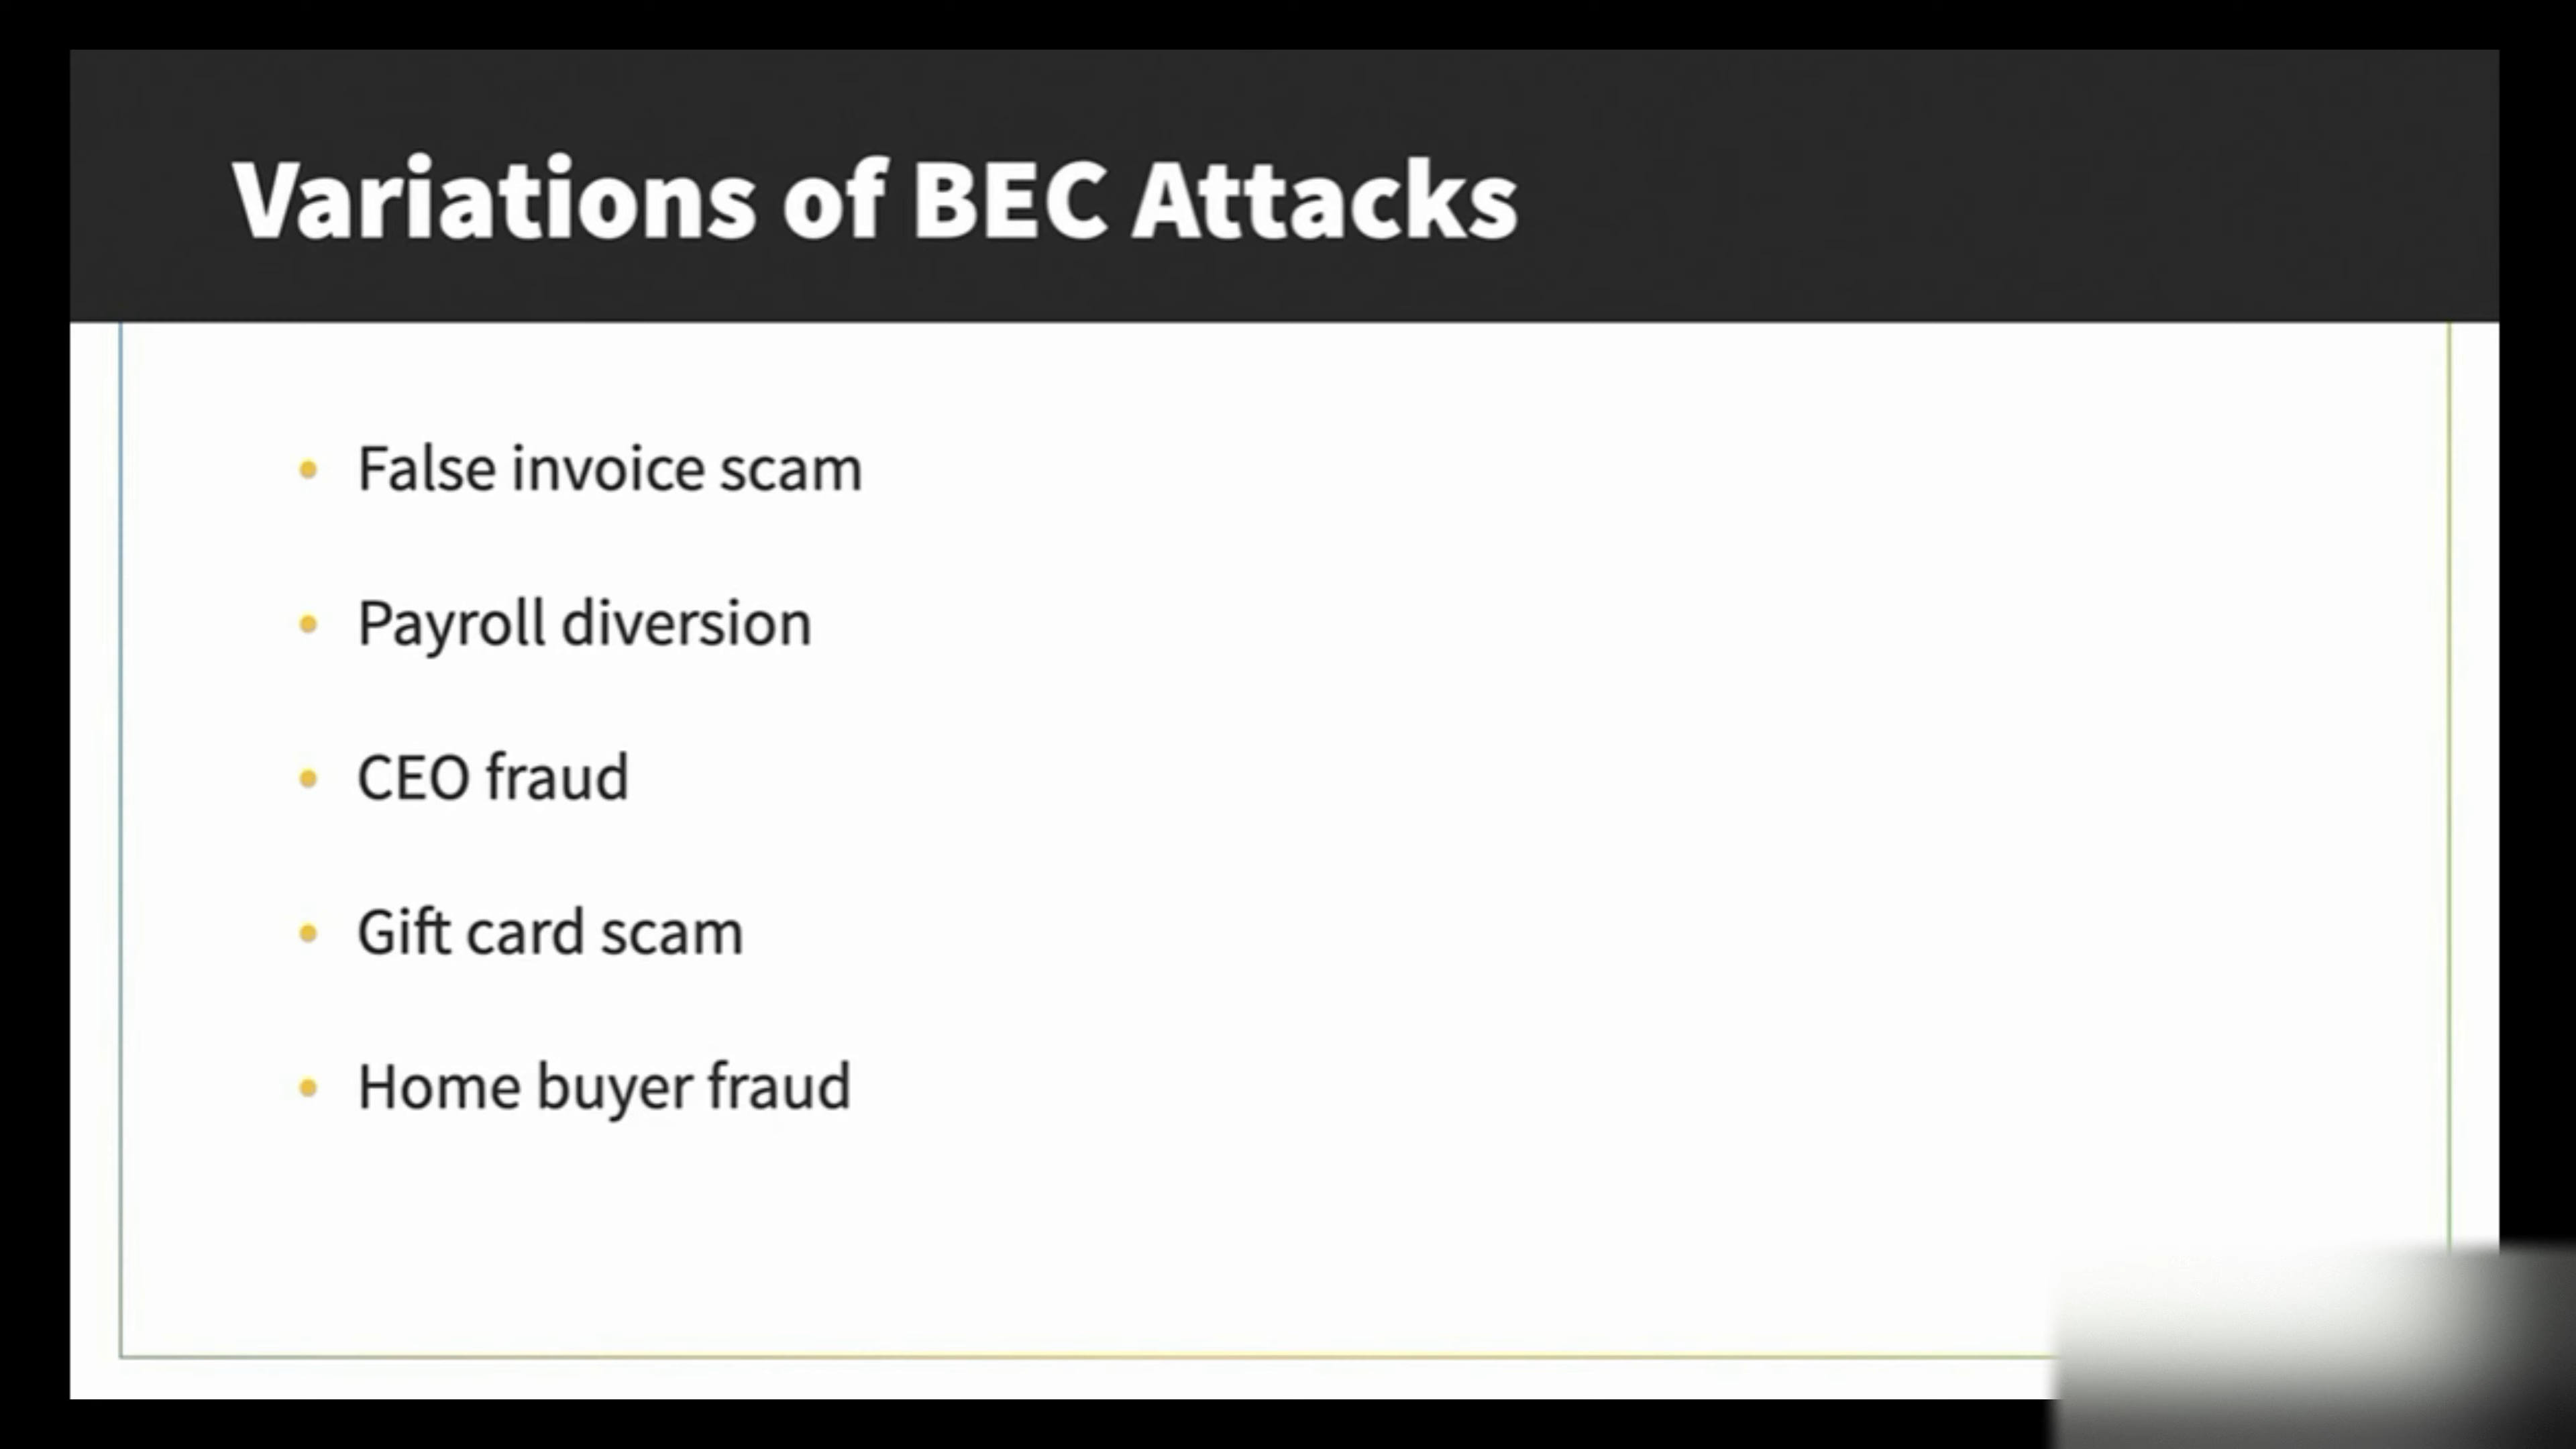 Variations of BEC Attacks
• False invoice scam
• Payroll diversion
• CEO fraud
• Gift card scam
• Home buyer fraud